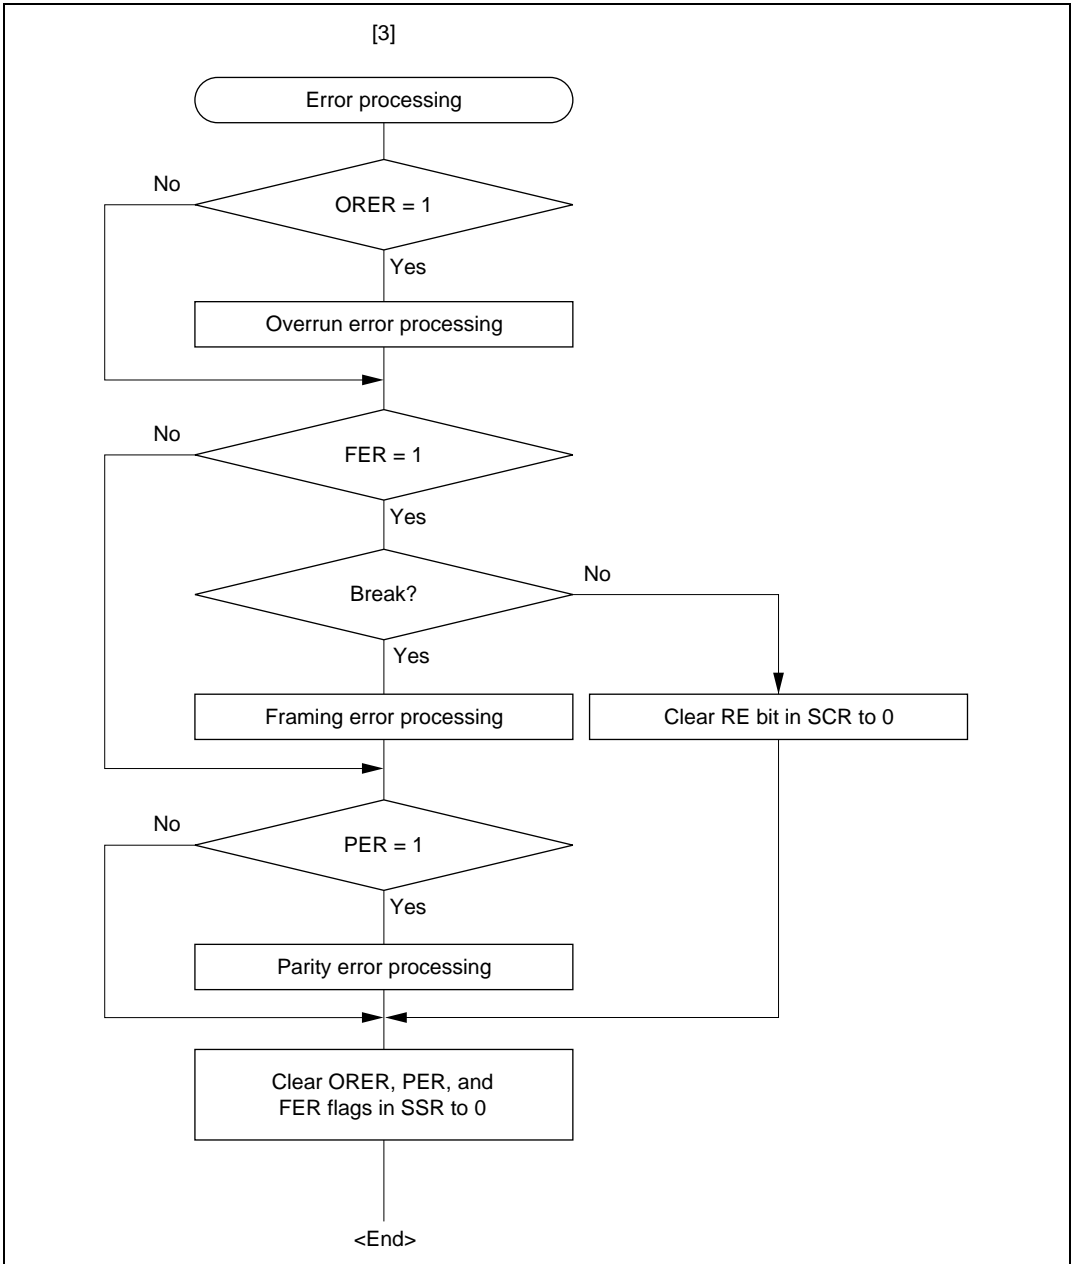 [3]
Error processing
No
ORER = 1
Yes
Overrun error processing
No
FER = 1
Yes
Break?
No
Yes
Framing error processing
Clear RE bit in SCR to 0
No
PER = 1
Yes
Parity error processing
Clear ORER, PER, and
FER flags in SSR to 0
<End>